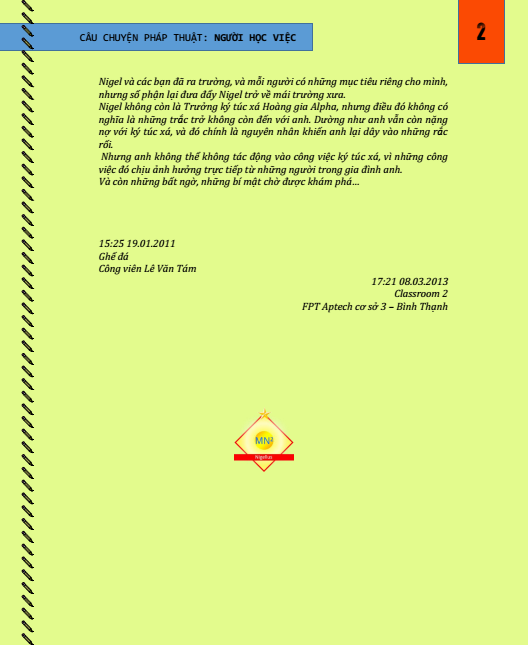 CÂU CHUYỆN PHÁP THUẬT: NGƯỜI HỌC VIỆC
2
Nigel và các bạn đã ra trường, và mỗi người có những mục tiêu riêng cho mình,
nhưng số phận lại đưa đẩy Nigel trở về mái trường xưa.
Nigel không còn là Trưởng ký túc xá Hoàng gia Alpha, nhưng điều đó không có
nghĩa là những trắc trở không còn đến với anh. Dường như anh vẫn còn nặng
nợ với ký túc xá, và đó chính là nguyên nhân khiến anh lại dây vào những rắc
rối.
Nhưng anh không thể không tác động vào công việc ký túc xá, vì những công
việc đó chịu ảnh hưởng trực tiếp từ những người trong gia đình anh.
Và còn những bất ngờ, những bí mật chờ được khám phá...
15:25 19.01.2011
Ghế đá
Công viên Lê Văn Tám
17:21 08.03.2013
Classroom 2
FPT Aptech cơ sở 3 – Bình Thạnh
Nigellus